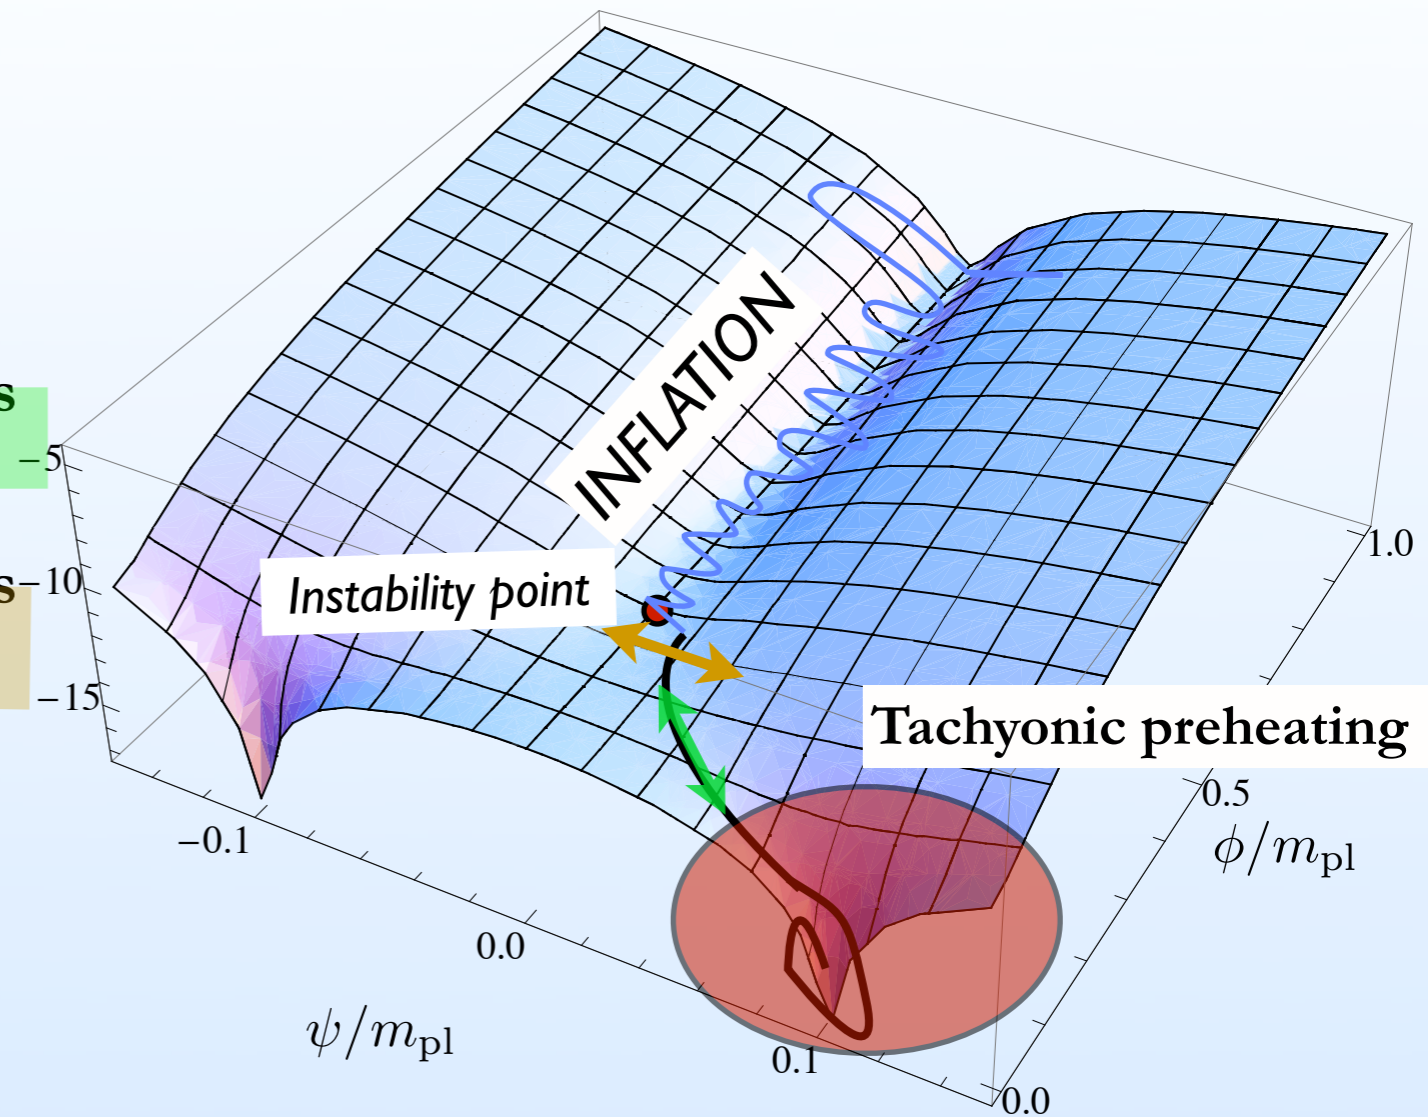 INFLATION
s
−5
s
−10
Instability point
−15
Tachyonic preheating
1.0
0.5
ϕ/m_pl
−0.1
0.0
ψ/m_pl
0.1
0.0